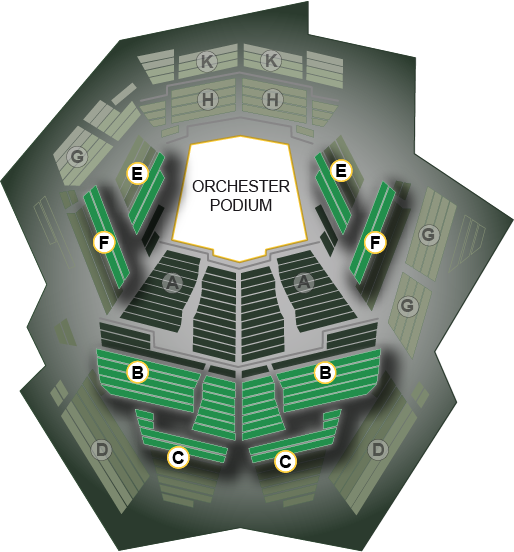 K K
H H
G
E E
ORCHESTER
PODIUM
F F
G
A A
G
B B
D D
C C